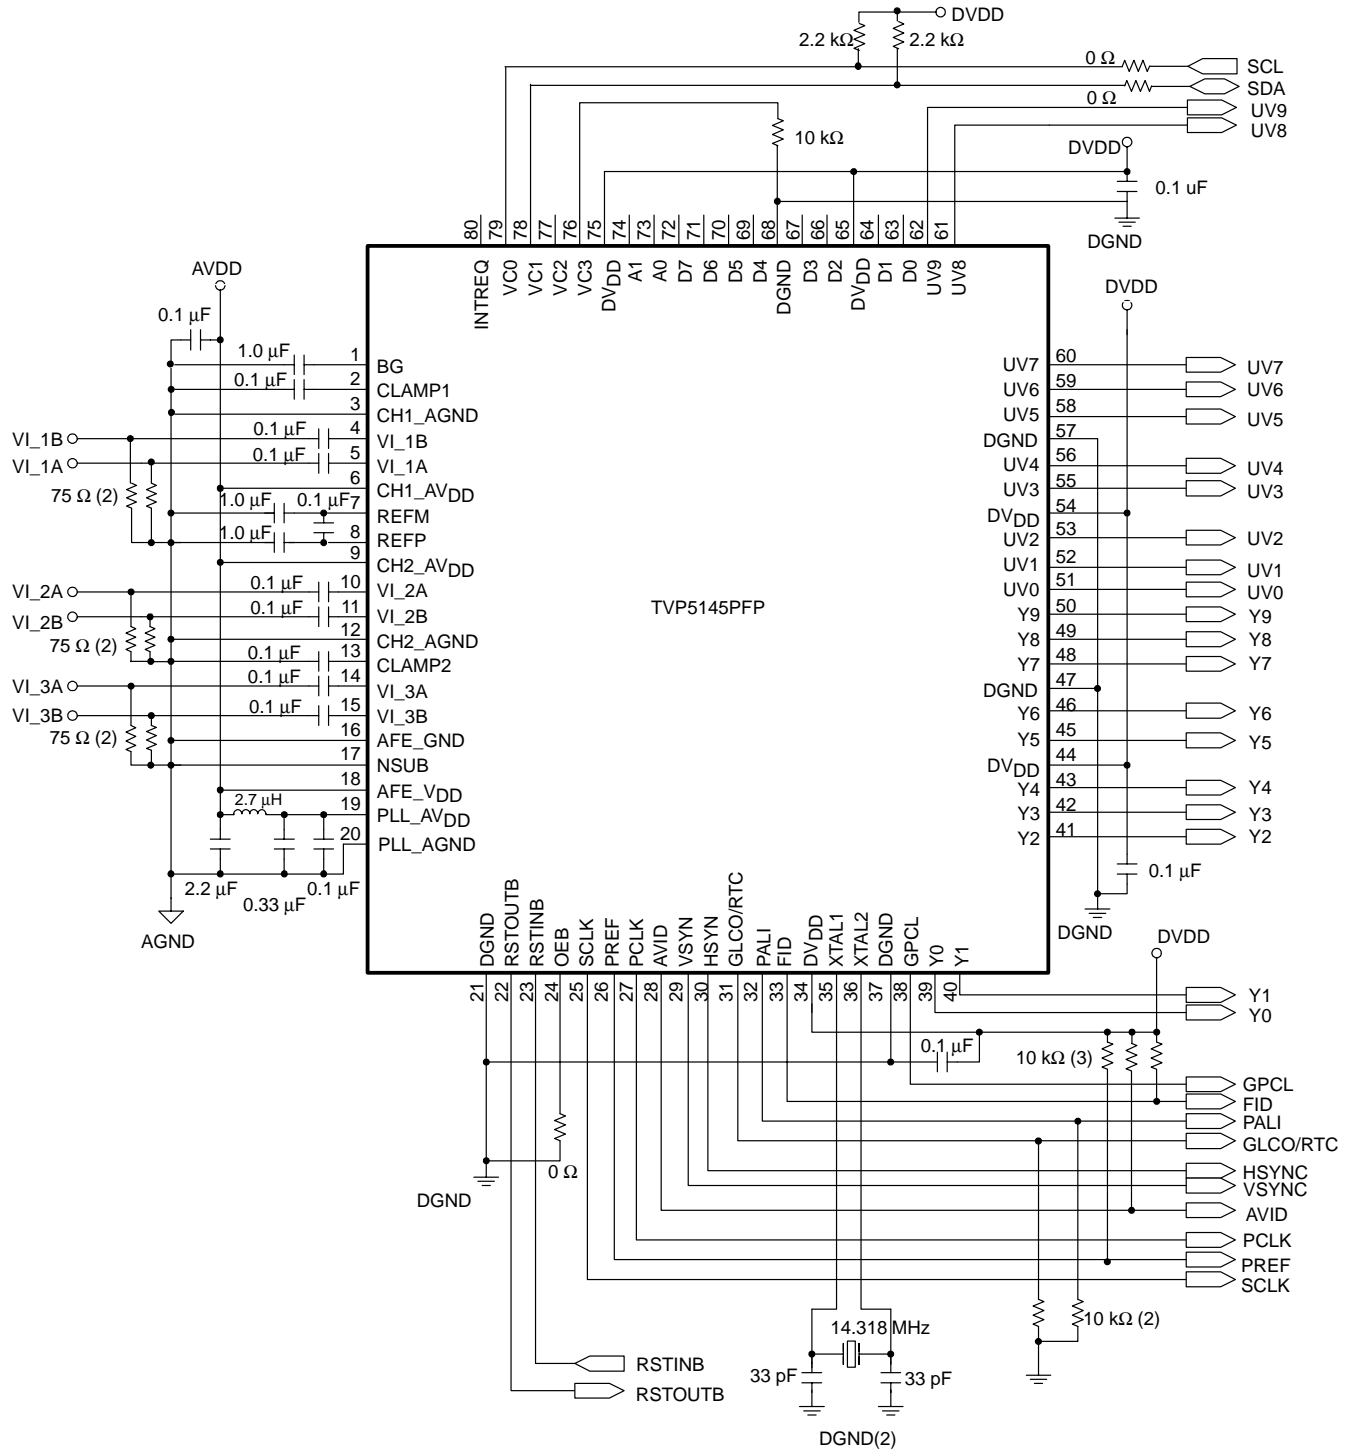 DVDD
2.2 kΩ 2.2 kΩ
0 Ω SCL
SDA
0 Ω UV9
UV8
10 kΩ
DVDD
0.1 uF
DGND
80 79 78 77 76 75 74 73 72 71 70 69 68 67 66 65 64 63 62 61
INTREQ VC0 VC1 VC2 VC3 DVDD A1 A0 D7 D6 D5 D4 DGND D3 D2 DVDD D1 D0 UV9 UV8
AVDD
0.1 µF
1.0 µF 1 BG
0.1 µF 2 CLAMP1
3 CH1_AGND
VI_1B 0.1 µF 4 VI_1B
VI_1A 0.1 µF 5 VI_1A
75 Ω (2)
6 CH1_AVDD
1.0 µF 0.1 µF 7 REFM
1.0 µF 8 REFP
9 CH2_AVDD
VI_2A 0.1 µF 10 VI_2A
VI_2B 0.1 µF 11 VI_2B
75 Ω (2)
12 CH2_AGND
0.1 µF 13 CLAMP2
VI_3A 0.1 µF 14 VI_3A
VI_3B 0.1 µF 15 VI_3B
75 Ω (2)
16 AFE_GND
17 NSUB
18 AFE_VDD
2.7 µH 19 PLL_AVDD
20 PLL_AGND
2.2 µF 0.33 µF 0.1 µF
AGND
TVP5145PFP
DVDD
UV7 60 UV7
UV6 59 UV6
UV5 58 UV5
DGND 57
UV4 56 UV4
UV3 55 UV3
DVDD 54
UV2 53 UV2
UV1 52 UV1
UV0 51 UV0
Y9 50 Y9
Y8 49 Y8
Y7 48 Y7
DGND 47
Y6 46 Y6
Y5 45 Y5
DVDD 44
Y4 43 Y4
Y3 42 Y3
Y2 41 Y2
0.1 µF
DGND
DGND RSTOUTB RSTINB OEB SCLK PREF PCLK AVID VSYN HSYN GLCO/RTC PALI FID DVDD XTAL1 XTAL2 DGND GPCL Y0 Y1
21 22 23 24 25 26 27 28 29 30 31 32 33 34 35 36 37 38 39 40
DVDD
Y1
Y0
0.1 µF 10 kΩ (3)
GPCL
FID
PALI
GLCO/RTC
HSYNC
VSYNC
AVID
PCLK
PREF
SCLK
0 Ω
DGND
10 kΩ (2)
14.318 MHz
33 pF 33 pF
DGND(2)
RSTINB
RSTOUTB